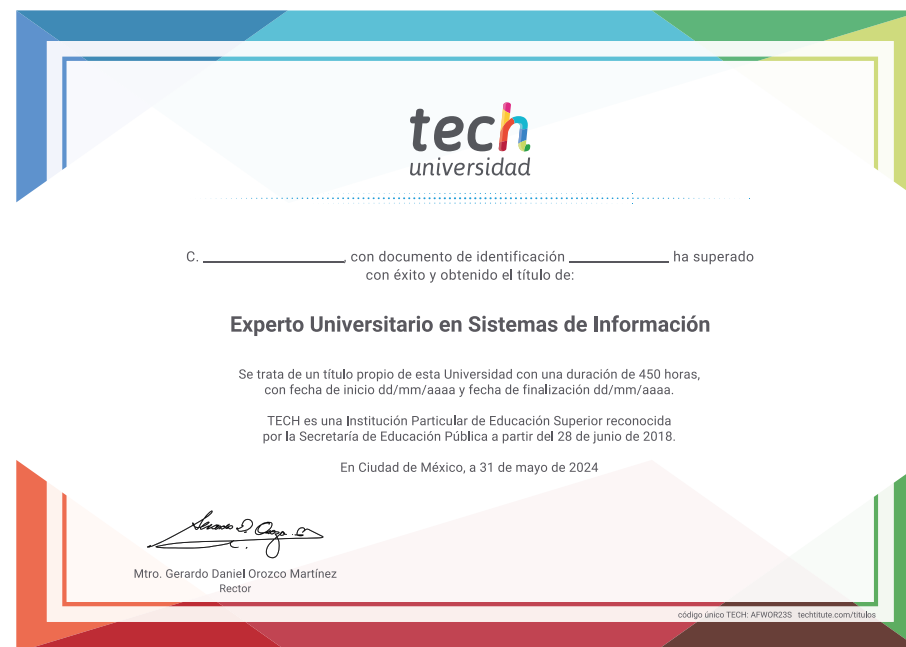 tech
universidad
C. ____________, con documento de identificación ____________ ha superado
con éxito y obtenido el título de:
Experto Universitario en Sistemas de Información
Se trata de un título propio de esta Universidad con una duración de 450 horas,
con fecha de inicio dd/mm/aaaa y fecha de finalización dd/mm/aaaa.
TECH es una Institución Particular de Educación Superior reconocida
por la Secretaría de Educación Pública a partir del 28 de junio de 2018.
En Ciudad de México, a 31 de mayo de 2024
Mtro. Gerardo Daniel Orozco Martínez
Rector
código único TECH: AFWOR23S techtitute.com/titulos